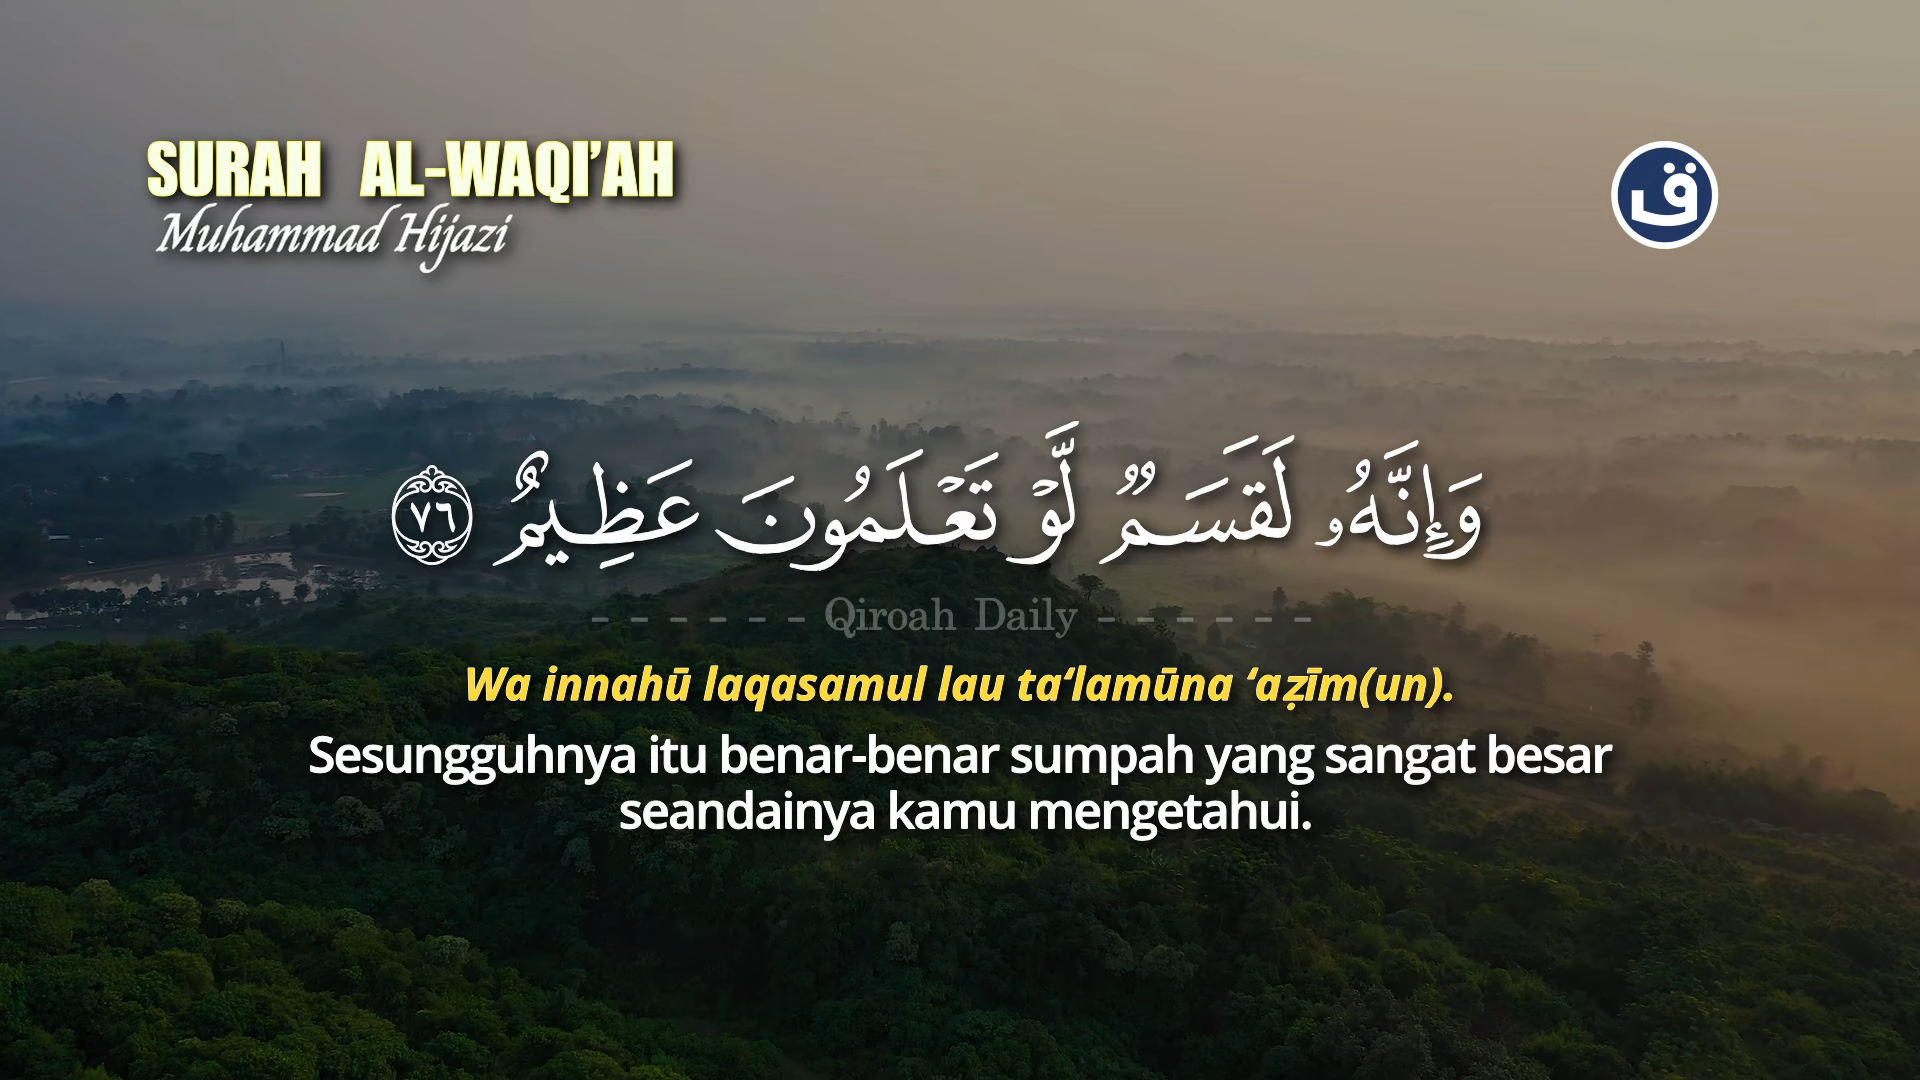 SURAH AL-WAQI’AH
Muhammad Hijazi
ق
وَإِنَّهُۥ لَقَسَمٌۭ لَّوْ تَعْلَمُونَ عَظِيمٌ ٧٦
- - - - - - Qiroah Daily - - - - - -
Wa innahū laqasamul lau ta‘lamūna ‘aẓīm(un).
Sesungguhnya itu benar-benar sumpah yang sangat besar
seandainya kamu mengetahui.